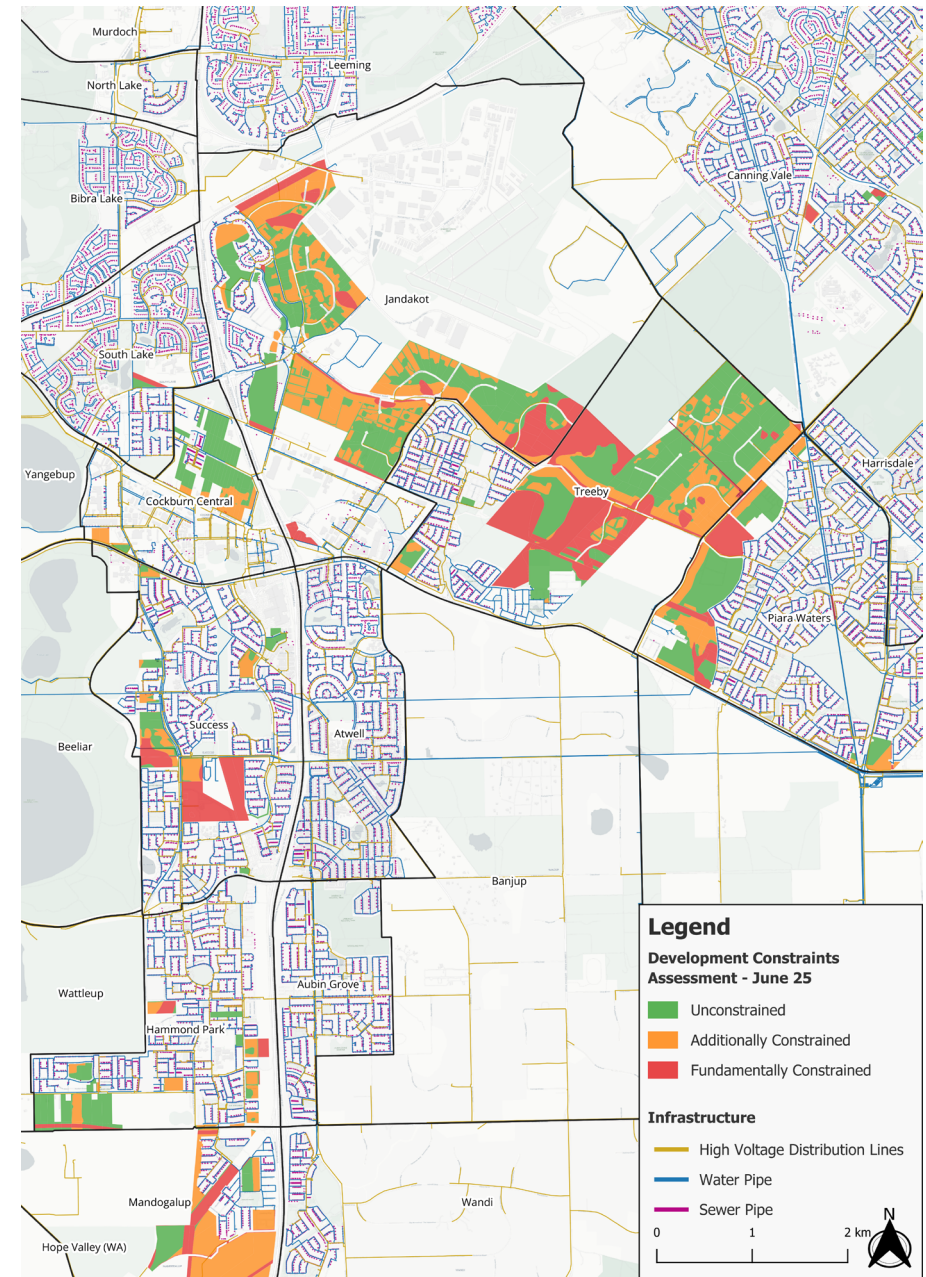 Murdoch
Leeming
North Lake
Canning Vale
Bibra Lake
Jandakot
South Lake
Yangebup
Harrisdale
Treeby
Cockburn Central
Piara Waters
Success
Atwell
Beeliar
Banjup
Aubin Grove
Wattleup
Hammond Park
Mandogalup
Wandi
Hope Valley (WA)
Legend
Development Constraints
Assessment - June 25
Unconstrained
Additionally Constrained
Fundamentally Constrained
Infrastructure
High Voltage Distribution Lines
Water Pipe
Sewer Pipe
N
0 1 2 km